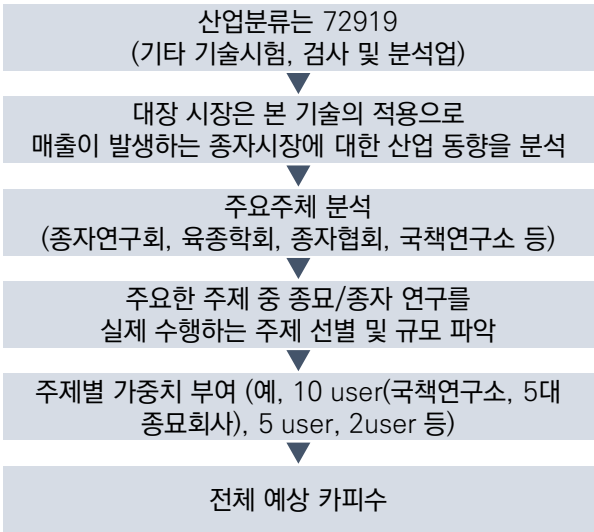 산업분류는 72919
(기타 기술시험, 검사 및 분석업)
대장 시장은 본 기술의 적용으로
매출이 발생하는 종자시장에 대한 산업 동향을 분석
주요주체 분석
(종자연구회, 육종학회, 종자협회, 국책연구소 등)
주요한 주제 중 종묘/종자 연구를
실제 수행하는 주제 선별 및 규모 파악
주제별 가중치 부여 (예, 10 user(국책연구소, 5대
종묘회사), 5 user, 2user 등)
전체 예상 카피수